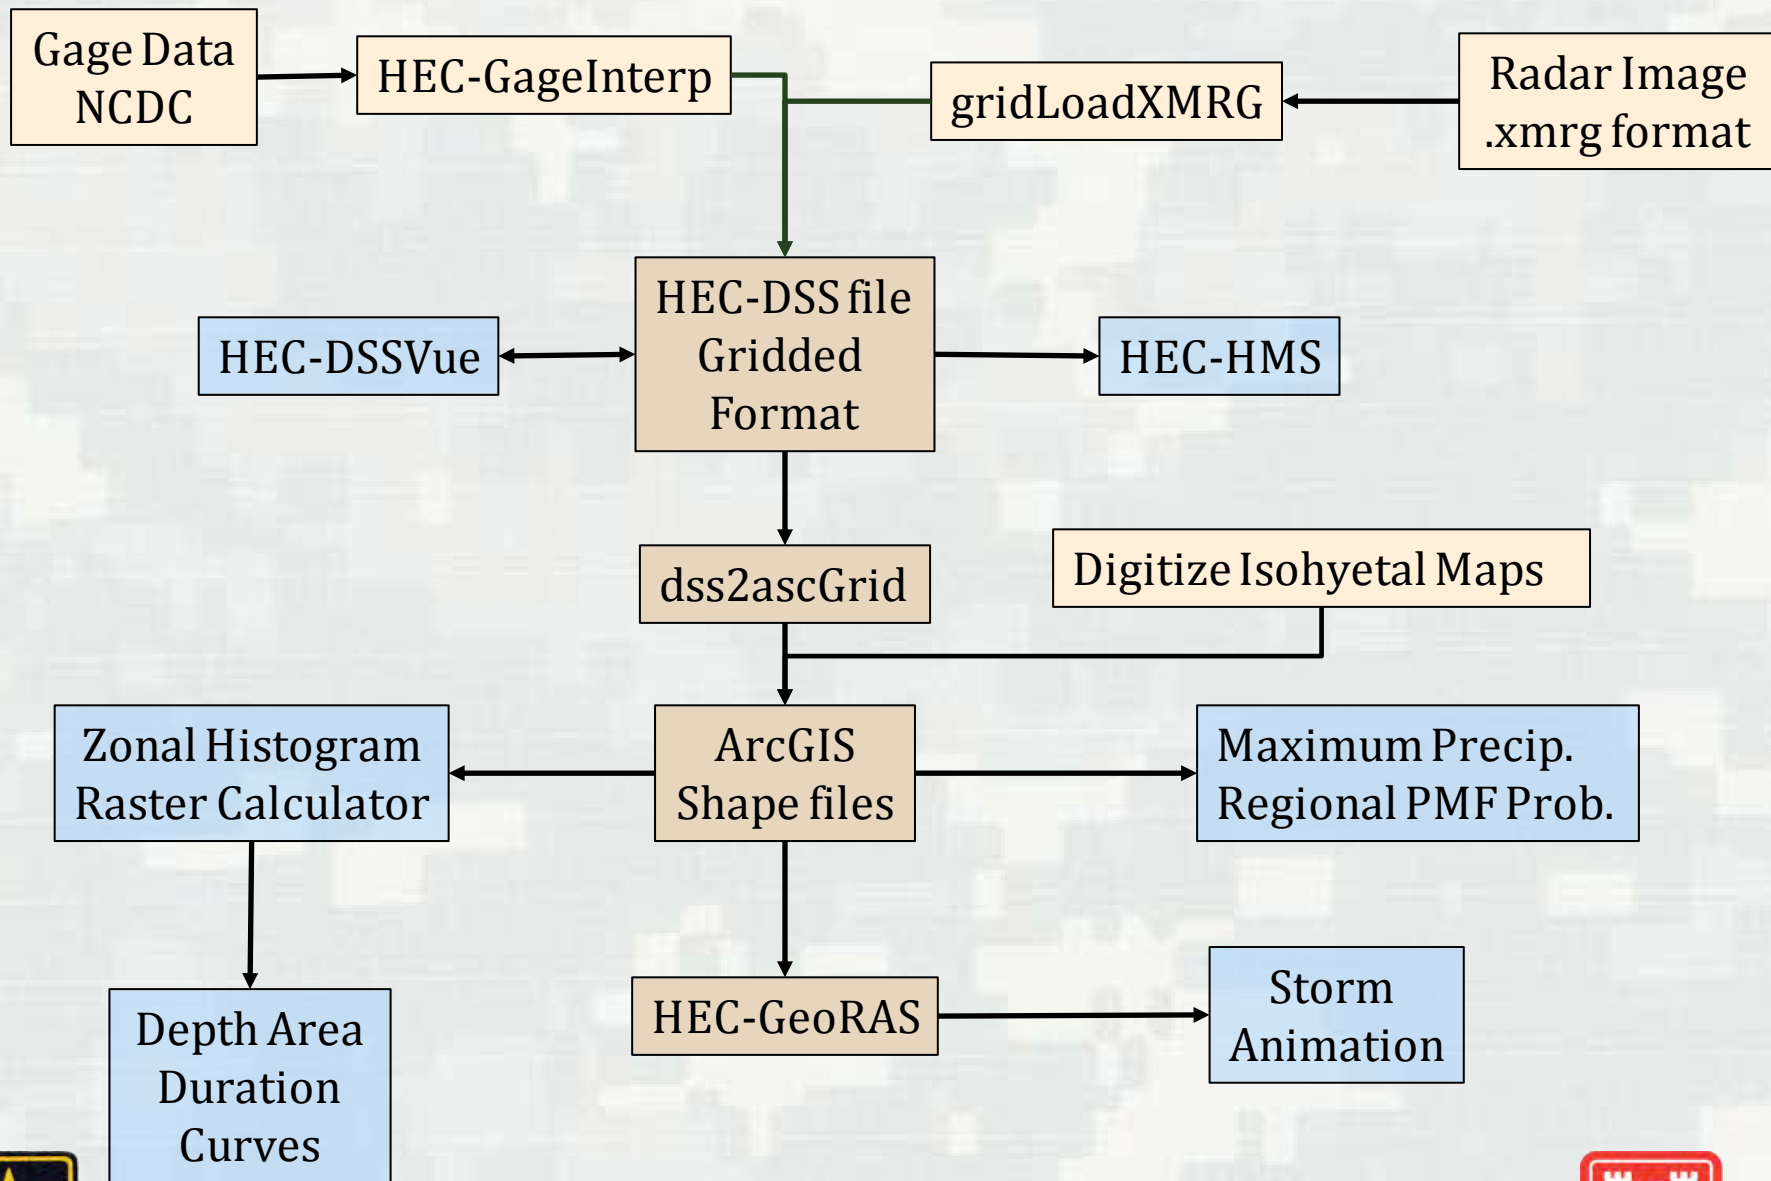 Gage Data
NCDC
HEC-GageInterp
gridLoadXMRG
Radar Image
.xmrg format
HEC-DSSVue
HEC-DSS file
Gridded
Format
HEC-HMS
dss2ascGrid
Digitize Isohyetal Maps
Zonal Histogram
Raster Calculator
ArcGIS
Shape files
Maximum Precip.
Regional PMF Prob.
HEC-GeoRAS
Storm
Animation
Depth Area
Duration
Curves